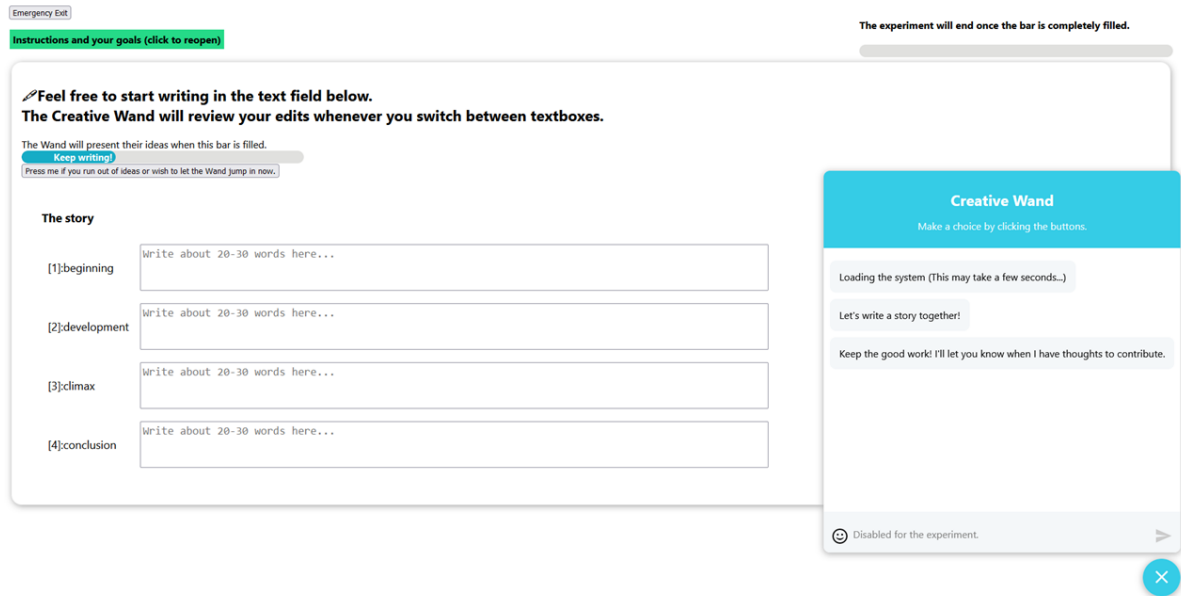 Emergency Exit
The experiment will end once the bar is completely filled.
Instructions and your goals (click to reopen)
Feel free to start writing in the text field below.
The Creative Wand will review your edits whenever you switch between textboxes.
The Wand will present their ideas when this bar is filled.
Keep writing!
Press me if you run out of ideas or wish to let the Wand jump in now.
The story
[1]:beginning
Write about 20-30 words here...
[2]:development
Write about 20-30 words here...
[3]:climax
Write about 20-30 words here...
[4]:conclusion
Write about 20-30 words here...
Creative Wand
Make a choice by clicking the buttons.
Loading the system (This may take a few seconds...)
Let's write a story together!
Keep the good work! I'll let you know when I have thoughts to contribute.
Disabled for the experiment.